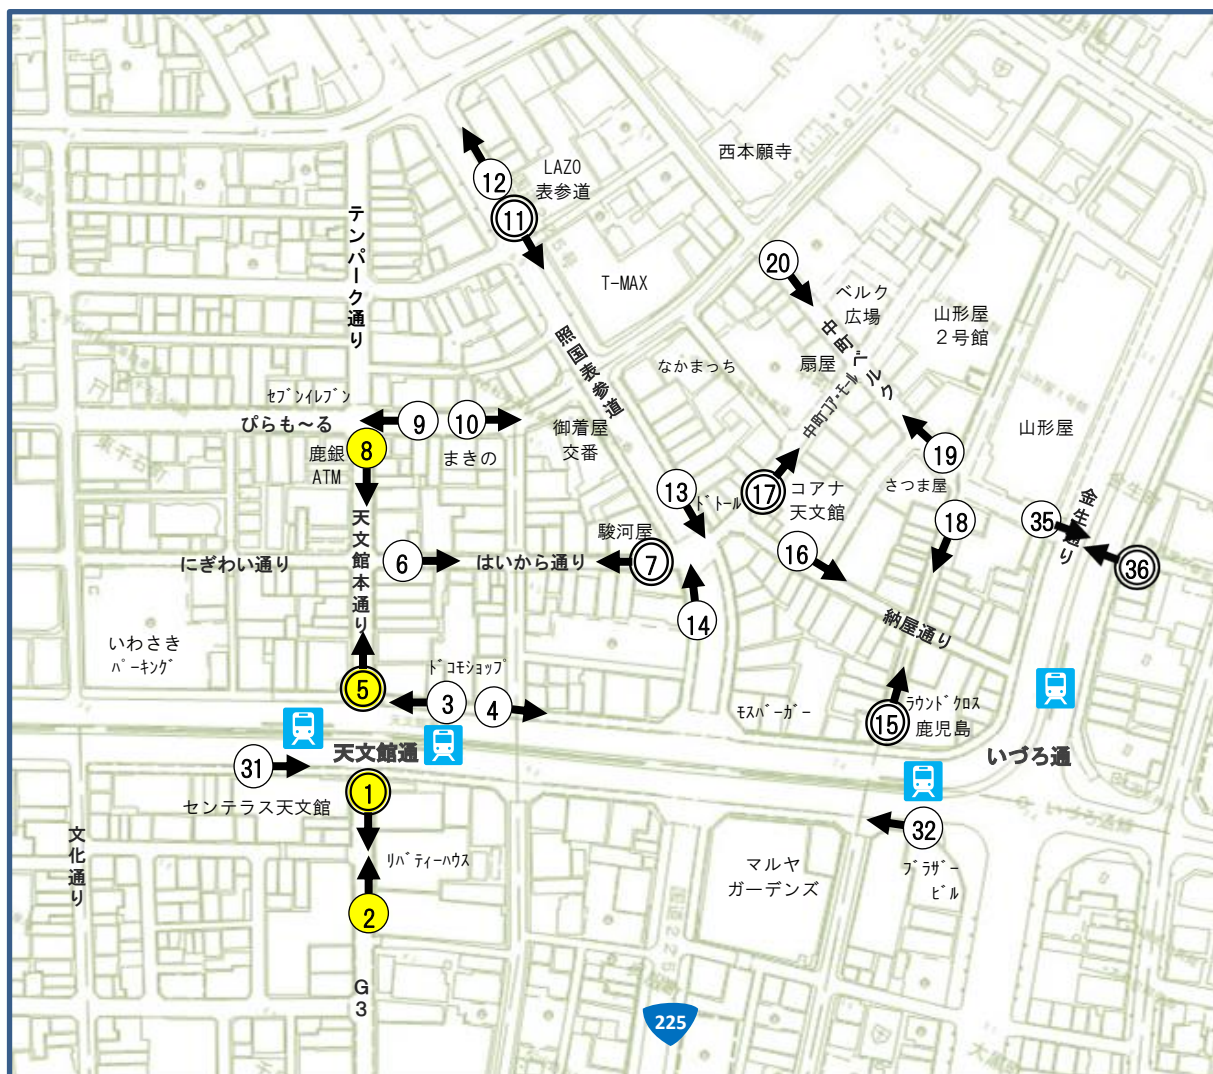 西本願寺
LAZO
表参道
12
11
テンパーク通り
T-MAX
20
ベルク
広場
山形屋
2号館
照国表参道
なかまっち
扇屋
中町ベルク
中町コア・モール
セブンイレブン
ぴらも〜る
9
10
御着屋
交番
山形屋
8
鹿銀
ATM
まきの
19
さつま屋
13
ドトール
17
コアナ
天文館
金生通り
天文館本通り
駿河屋
18
35
36
にぎわい通り
6
はいから通り
7
16
14
納屋通り
いわさき
パーキング
ドコモショップ
5
3
4
モスバーガー
15
ラウンドクロス
鹿児島
天文館通
いづろ通
31
1
センテラス天文館
32
文化通り
リバティーハウス
マルヤ
ガーデンズ
ブラザー
ビル
2
G3
225